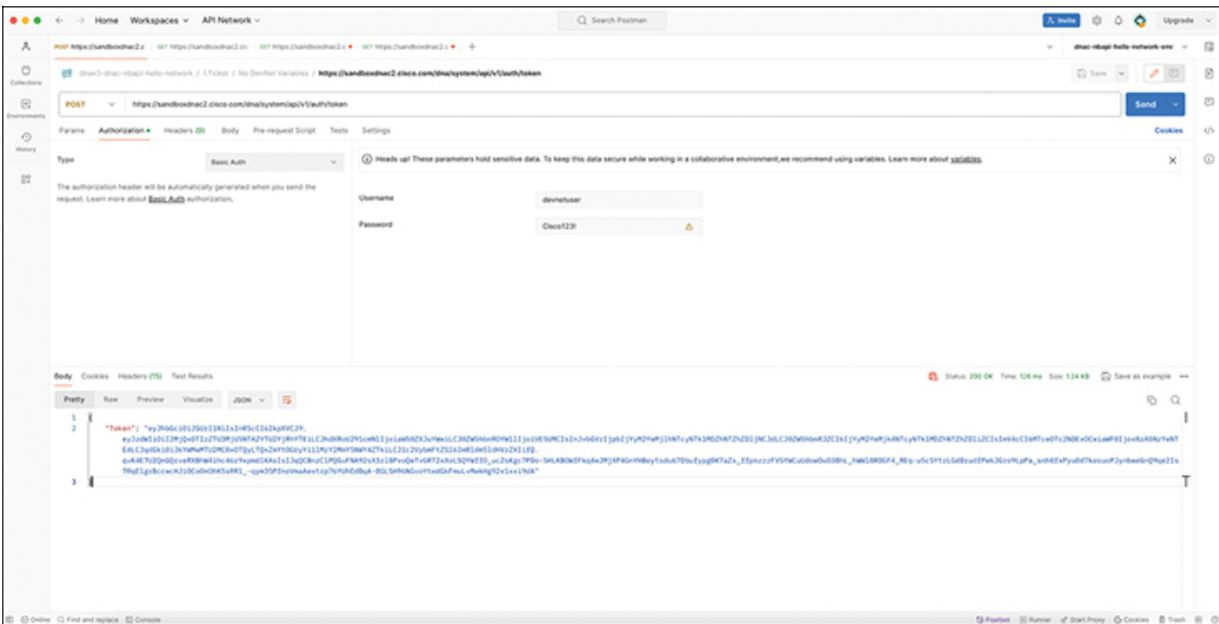 Home Workspaces API Network Search Postman Invite Upgrade
POST https://sandboxdnac2.c GET https://sandboxdnac2.ci GET https://sandboxdnac2.c GET https://sandboxdnac2.c + dnac-nbapi-hello-network-env
Collections
Environments
History
dnav3-dnac-nbapi-hello-network / 1.Ticket / No DevNet Variables / https://sandboxdnac2.cisco.com/dna/system/api/v1/auth/token Save
POST https://sandboxdnac2.cisco.com/dna/system/api/v1/auth/token Send
Params Authorization Headers (9) Body Pre-request Script Tests Settings Cookies
Type Basic Auth
Heads up! These parameters hold sensitive data. To keep this data secure while working in a collaborative environment,we recommend using variables. Learn more about variables.
The authorization header will be automatically generated when you send the
request. Learn more about Basic Auth authorization.
Username devnetuser
Password Cisco123!
Body Cookies Headers (15) Test Results Status: 200 OK Time: 126 ms Size: 1.24 KB Save as example
Pretty Raw Preview Visualize JSON
1 {
2 "Token":
3 }
Online Find and replace Console Postbot Runner Start Proxy Cookies Trash